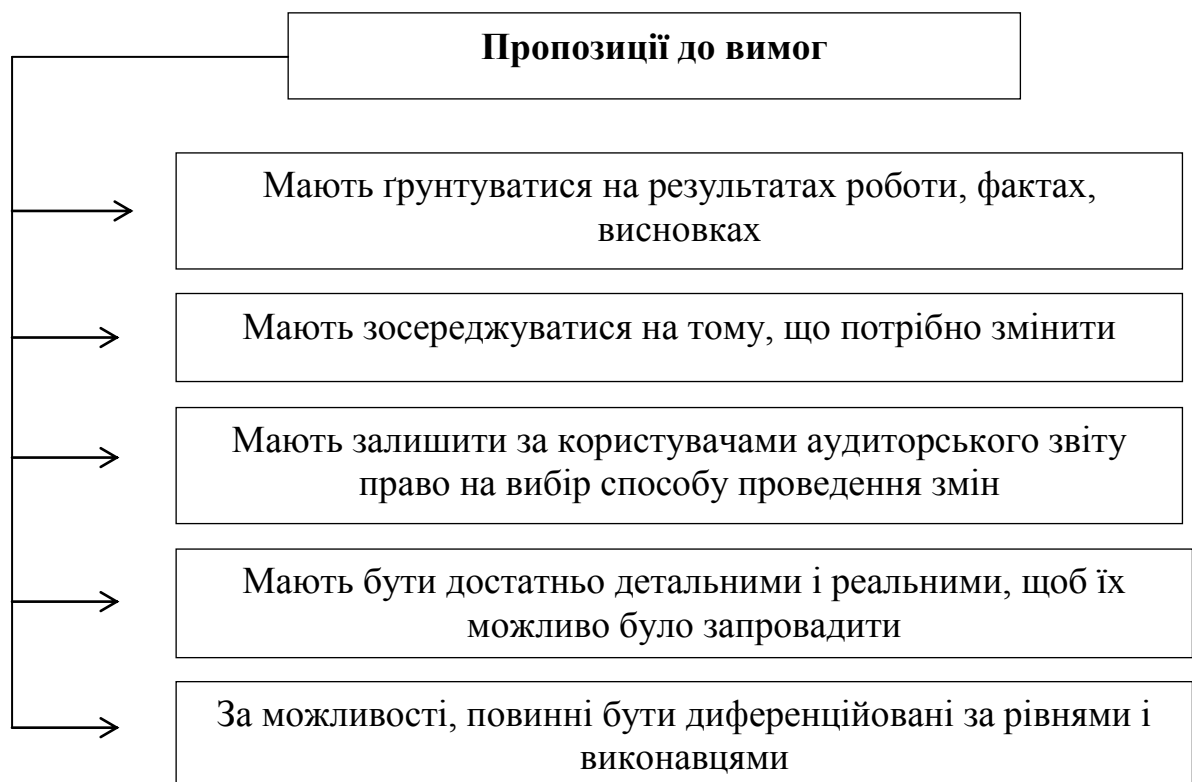 Пропозиції до вимог
Мають ґрунтуватися на результатах роботи, фактах,
висновках
Мають зосереджуватися на тому, що потрібно змінити
Мають залишити за користувачами аудиторського звіту
право на вибір способу проведення змін
Мають бути достатньо детальними і реальними, щоб їх
можливо було запровадити
За можливості, повинні бути диференційовані за рівнями і
виконавцями